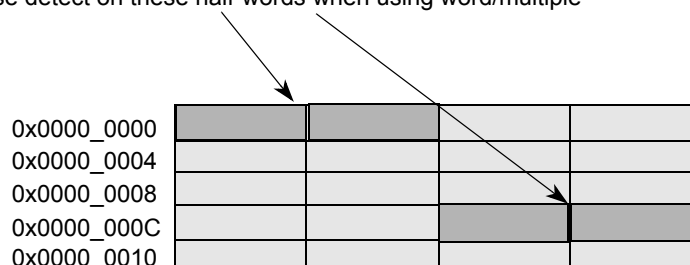 detect on these half words when using word/multiple
0x0000_0000
0x0000_0004
0x0000_0008
0x0000_000C
0x0000_0010